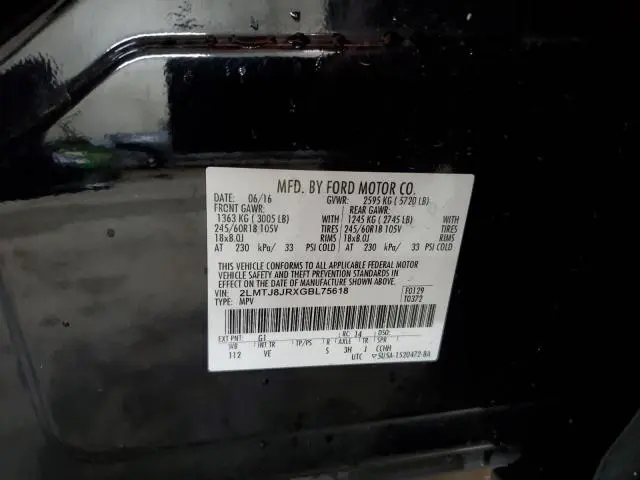 MFD. BY FORD MOTOR CO.
DATE: 06/16 GVWR: 2595 KG ( 5720 LB)
FRONT GAWR: REAR GAWR:
1363 KG ( 3005 LB) WITH 1245 KG ( 2745 LB) WITH
245/60R18 105V TIRES 245/60R18 105V TIRES
18x8.0J RIMS 18x8.0J RIMS
AT 230 kPa/ 33 PSI COLD AT 230 kPa/ 33 PSI COLD
THIS VEHICLE CONFORMS TO ALL APPLICABLE FEDERAL MOTOR
VEHICLE SAFETY AND THEFT PREVENTION STANDARDS IN
EFFECT ON THE DATE OF MANUFACTURE SHOWN ABOVE.
VIN: 2LMTJ8JRXGBL75618 F0129
TYPE: MPV T0372
EXT PNT: G1 RC: 14 DSO:
WB INT TR TP/PS R AXLE TR SPR
112 VE S 3H J CCHH
UTC ▽5USA-1520472-BA